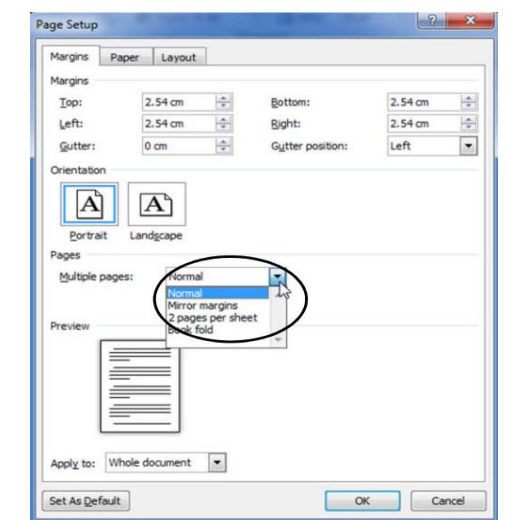 Page Setup
Margins Paper Layout
Margins
Top: 2.54 cm Bottom: 2.54 cm
Left: 2.54 cm Right: 2.54 cm
Gutter: 0 cm Gutter position: Left
Orientation
A A
Portrait Landscape
Pages
Multiple pages: Normal
Normal
Mirror margins
2 pages per sheet
Book fold
Preview
Apply to: Whole document
Set As Default OK Cancel